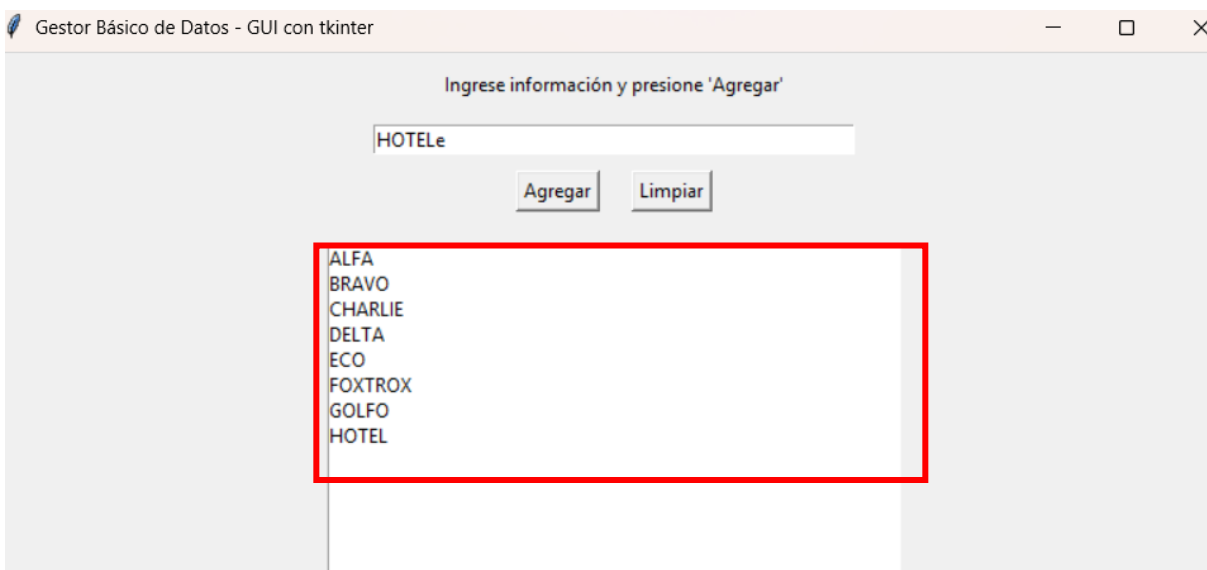 Gestor Básico de Datos - GUI con tkinter
Ingrese información y presione 'Agregar'
HOTELe
Agregar Limpiar
ALFA
BRAVO
CHARLIE
DELTA
ECO
FOXTROX
GOLFO
HOTEL